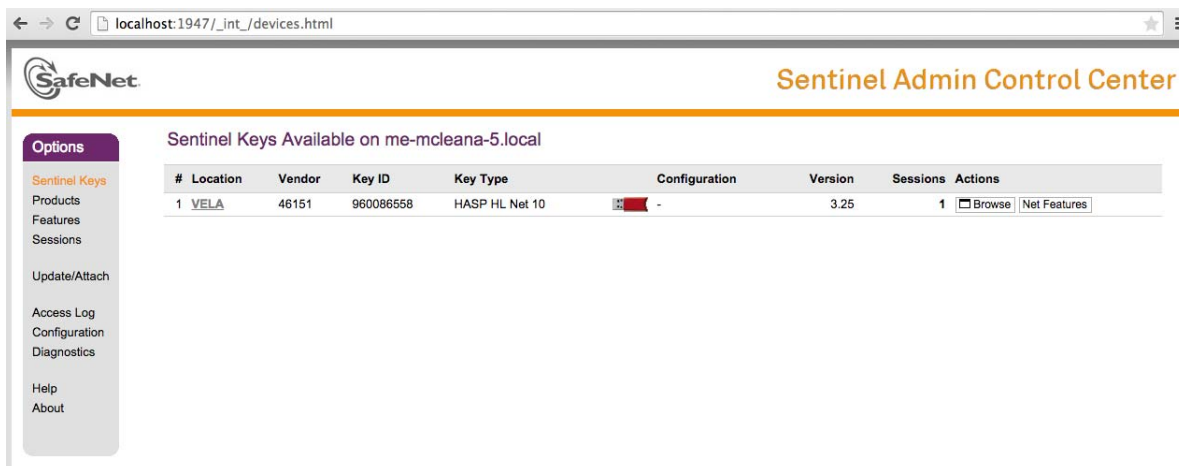 localhost:1947/_int_/devices.html
SafeNet.
Sentinel Admin Control Center
Options
Sentinel Keys
Products
Features
Sessions
Update/Attach
Access Log
Configuration
Diagnostics
Help
About
Sentinel Keys Available on me-mcleana-5.local
# Location Vendor Key ID Key Type Configuration Version Sessions Actions
1 VELA 46151 960086558 HASP HL Net 10 - 3.25 1 Browse Net Features